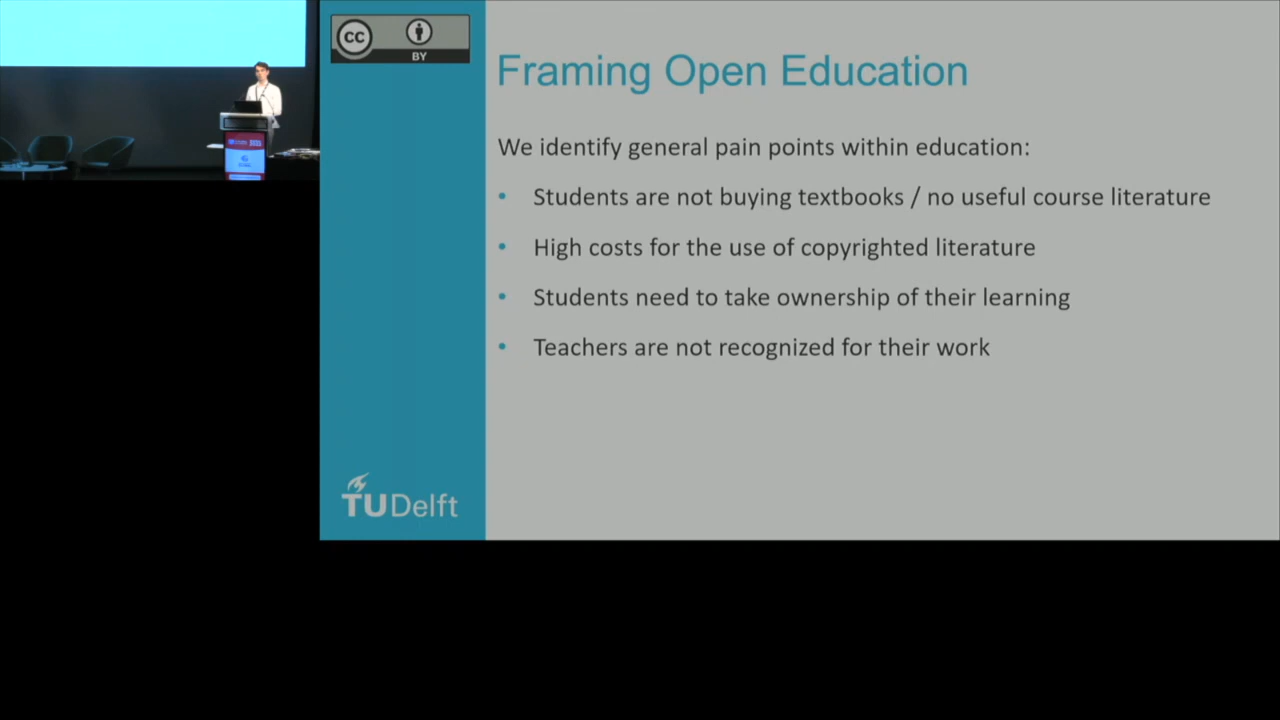 CC
BY
Framing Open Education
We identify general pain points within education:
• Students are not buying textbooks / no useful course literature
• High costs for the use of copyrighted literature
• Students need to take ownership of their learning
• Teachers are not recognized for their work
TU Delft